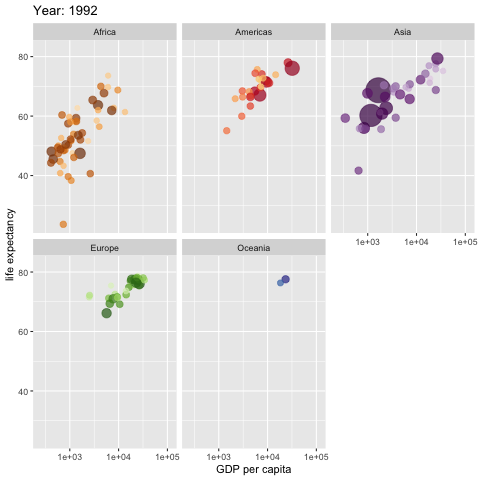 Year: 1992
Africa
Americas
Asia
80
60
40
life expectancy
1e+03
1e+04
1e+05
Europe
Oceania
80
60
40
1e+03
1e+04
1e+05
1e+03
1e+04
1e+05
GDP per capita